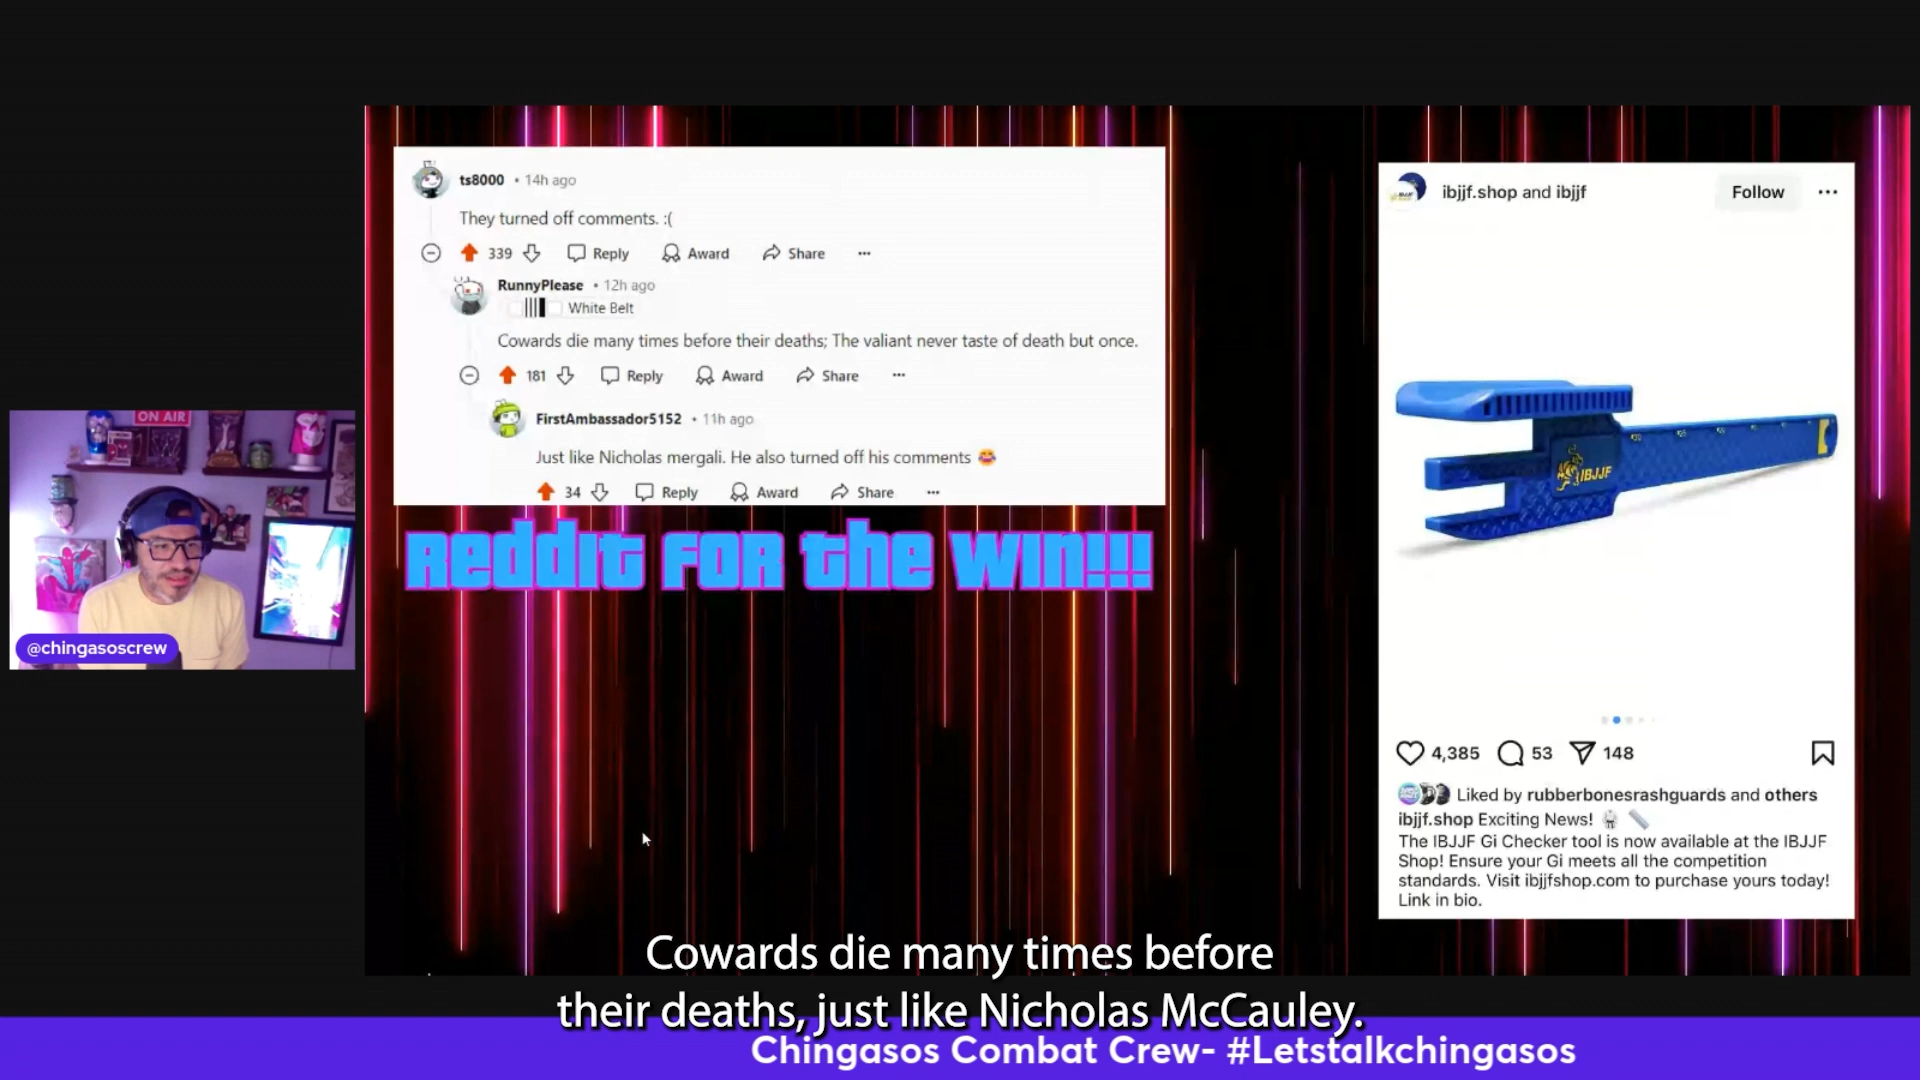 ts8000 • 14h ago
They turned off comments. :(
339 Reply Award Share
RunnyPlease • 12h ago
White Belt
Cowards die many times before their deaths; The valiant never taste of death but once.
181 Reply Award Share
FirstAmbassador5152 • 11h ago
Just like Nicholas mergali. He also turned off his comments 😂
34 Reply Award Share
Reddit FOR the WIN!!!
ON AIR
@chingasoscrew
ibjjf.shop and ibjjf Follow
IBJJF
4,385 53 148
Liked by rubberbonesrashguards and others
ibjjf.shop Exciting News! 🥋 📏
The IBJJF Gi Checker tool is now available at the IBJJF
Shop! Ensure your Gi meets all the competition
standards. Visit ibjjfshop.com to purchase yours today!
Link in bio.
Cowards die many times before
their deaths, just like Nicholas McCauley.
Chingasos Combat Crew- #Letstalkchingasos